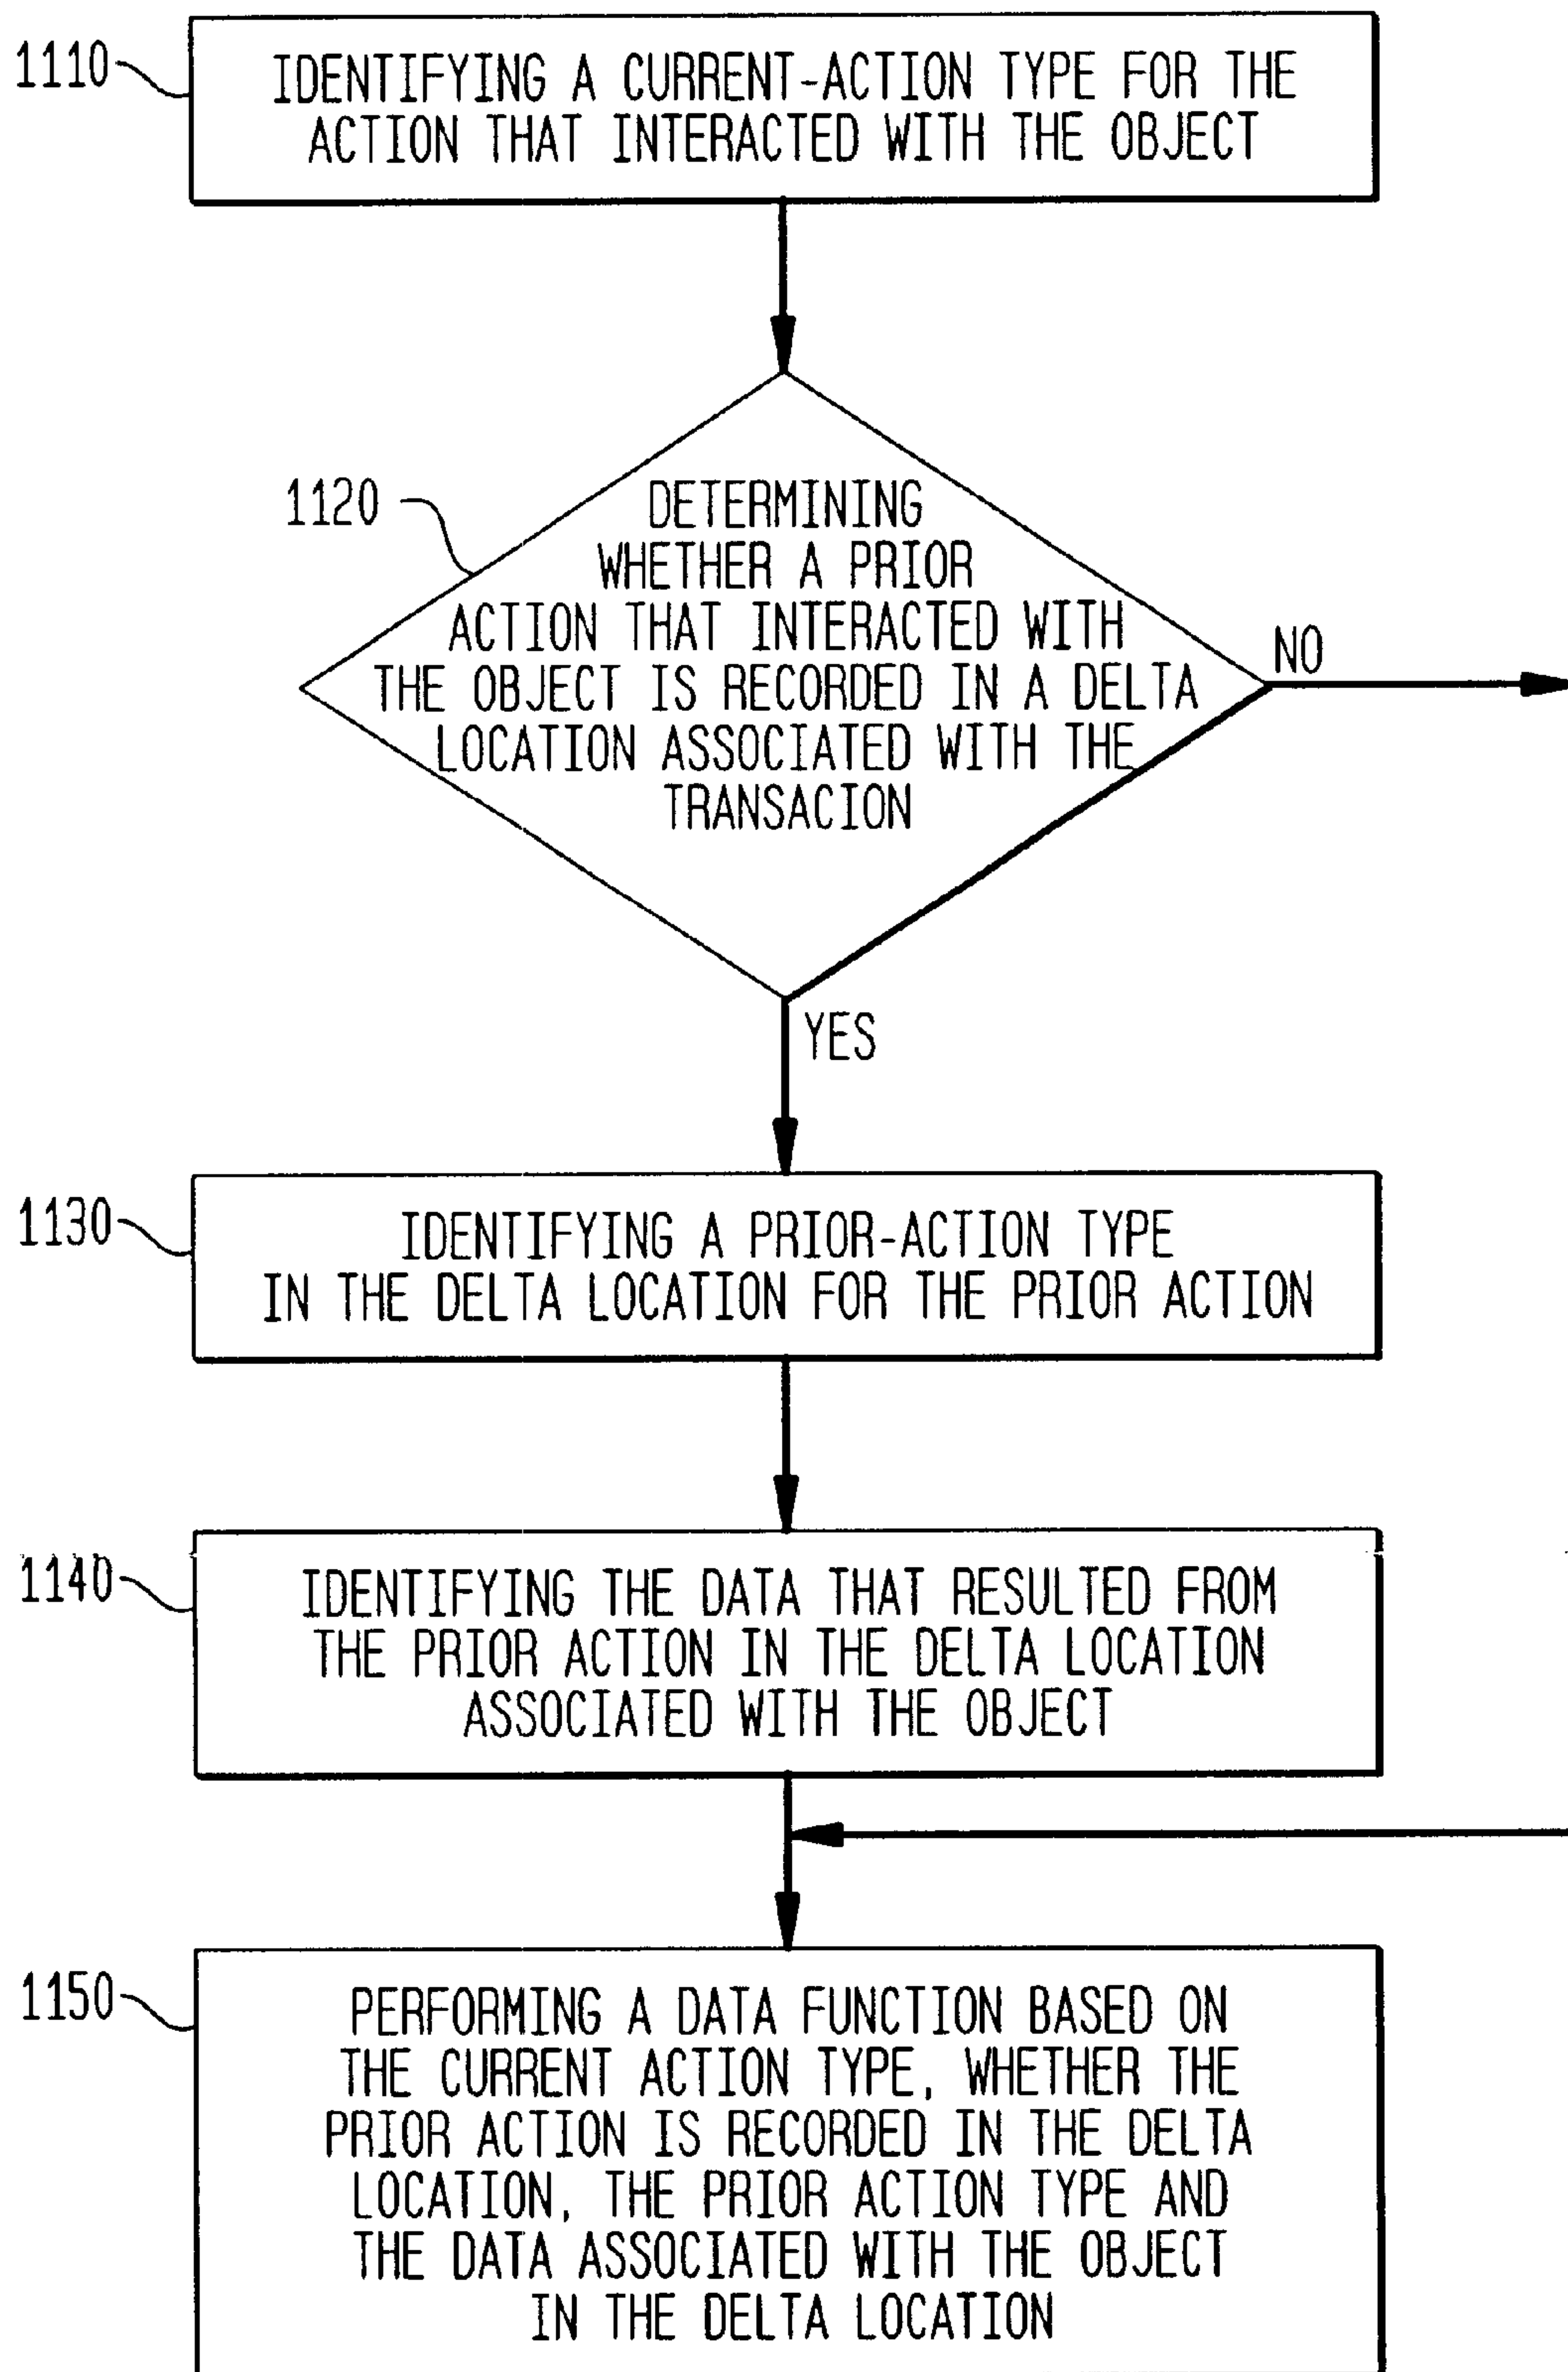 1110
IDENTIFYING A CURRENT-ACTION TYPE FOR THE
ACTION THAT INTERACTED WITH THE OBJECT
1120
DETERMINING
WHETHER A PRIOR
ACTION THAT INTERACTED WITH
THE OBJECT IS RECORDED IN A DELTA
LOCATION ASSOCIATED WITH THE
TRANSACION
NO
YES
1130
IDENTIFYING A PRIOR-ACTION TYPE
IN THE DELTA LOCATION FOR THE PRIOR ACTION
1140
IDENTIFYING THE DATA THAT RESULTED FROM
THE PRIOR ACTION IN THE DELTA LOCATION
ASSOCIATED WITH THE OBJECT
1150
PERFORMING A DATA FUNCTION BASED ON
THE CURRENT ACTION TYPE, WHETHER THE
PRIOR ACTION IS RECORDED IN THE DELTA
LOCATION, THE PRIOR ACTION TYPE AND
THE DATA ASSOCIATED WITH THE OBJECT
IN THE DELTA LOCATION